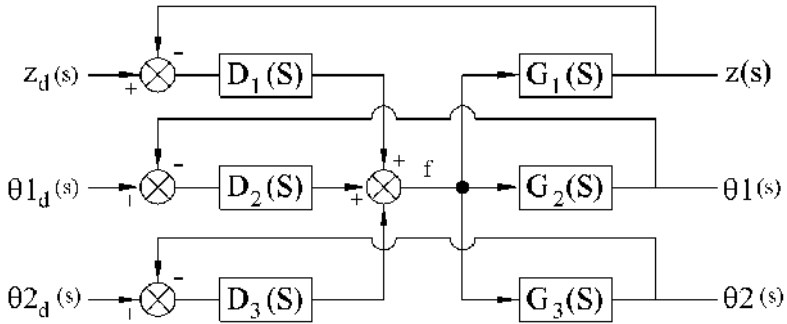 -
z_d(s) + D_1(S) G_1(S) z(s)
+
- f
θ1_d(s) + D_2(S) + G_2(S) θ1(s)
-
θ2_d(s) + D_3(S) G_3(S) θ2(s)